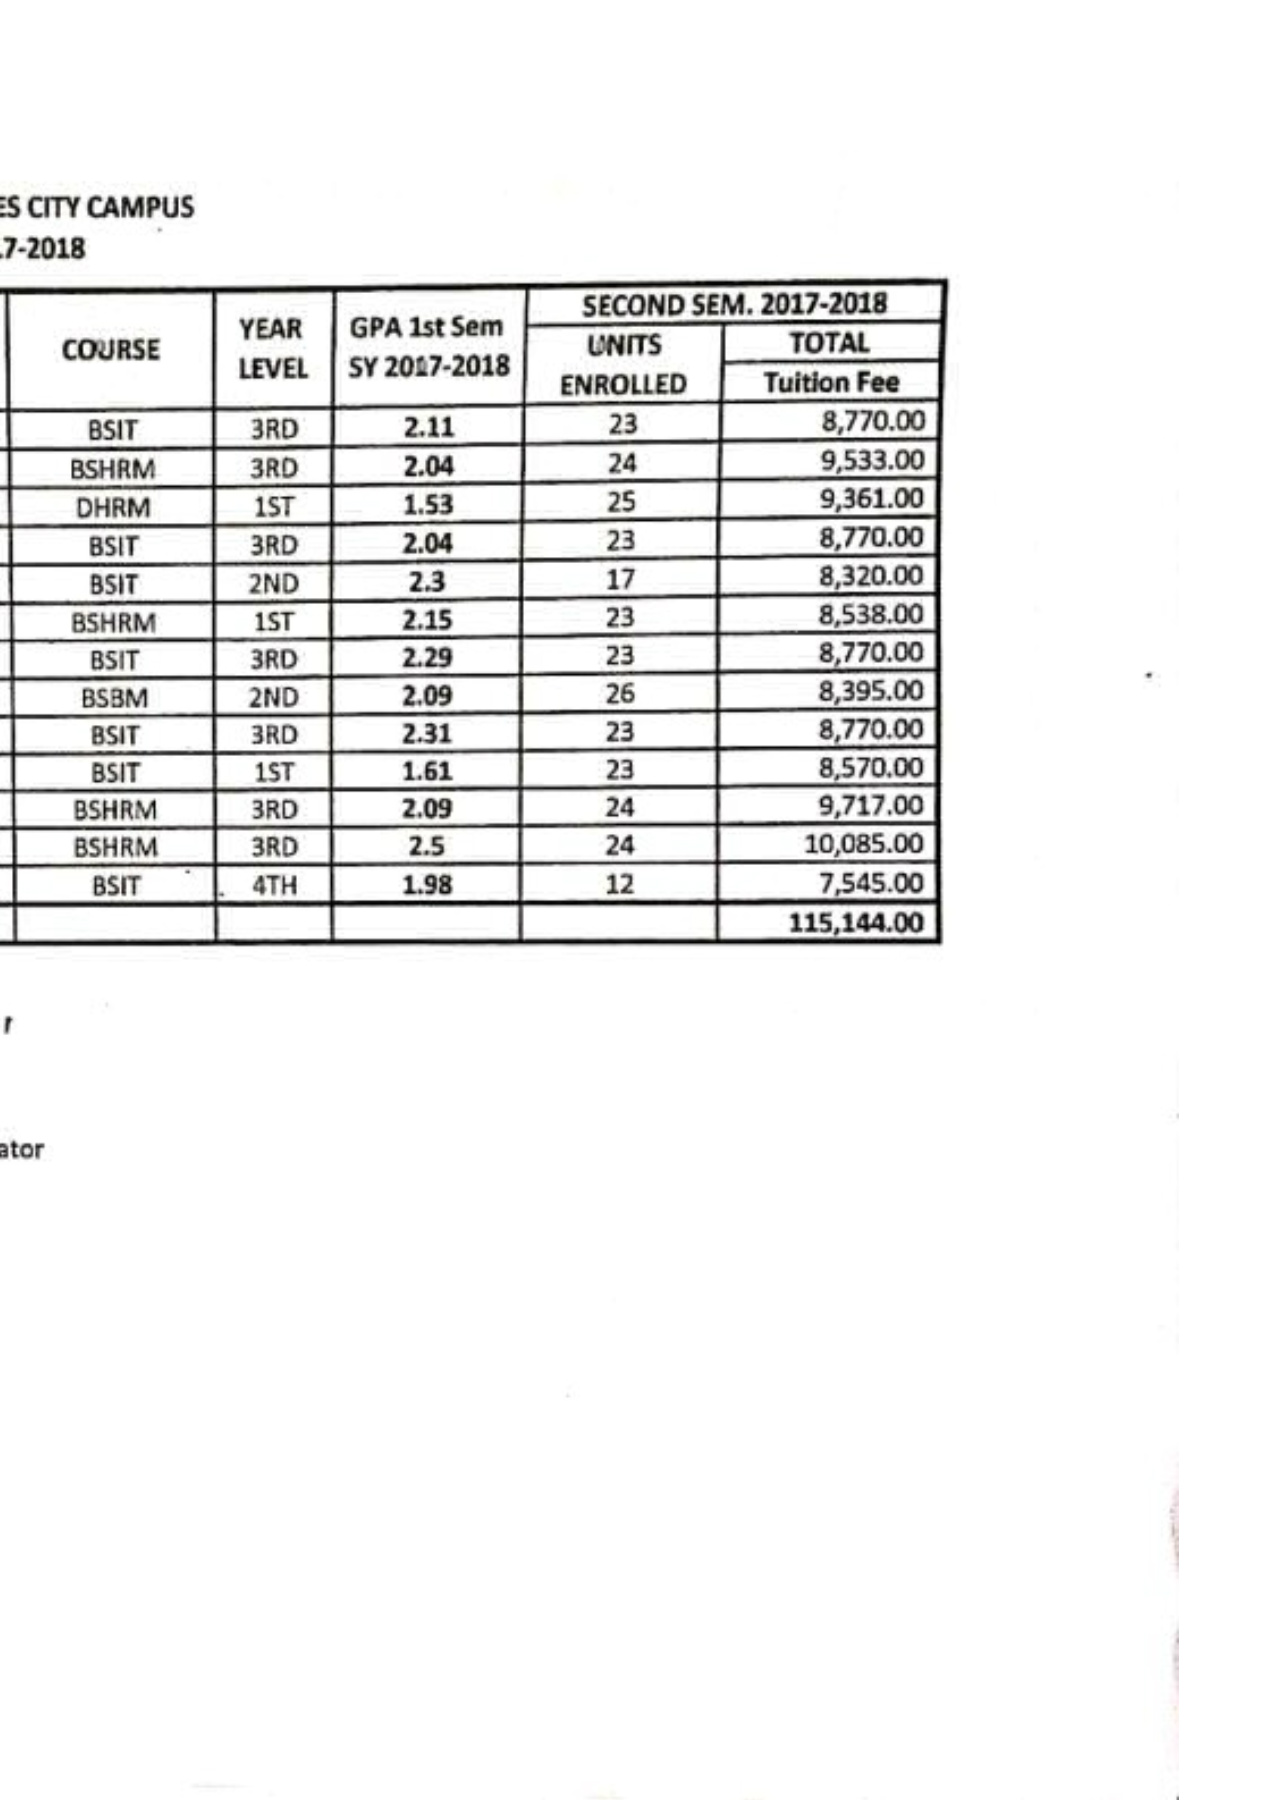 ES CITY CAMPUS
.7-2018
SECOND SEM. 2017-2018
COURSE YEAR LEVEL GPA 1st Sem SY 2017-2018 UNITS ENROLLED TOTAL Tuition Fee
BSIT 3RD 2.11 23 8,770.00
BSHRM 3RD 2.04 24 9,533.00
DHRM 1ST 1.53 25 9,361.00
BSIT 3RD 2.04 23 8,770.00
BSIT 2ND 2.3 17 8,320.00
BSHRM 1ST 2.15 23 8,538.00
BSIT 3RD 2.29 23 8,770.00
BSBM 2ND 2.09 26 8,395.00
BSIT 3RD 2.31 23 8,770.00
BSIT 1ST 1.61 23 8,570.00
BSHRM 3RD 2.09 24 9,717.00
BSHRM 3RD 2.5 24 10,085.00
BSIT 4TH 1.98 12 7,545.00
115,144.00
r
ator